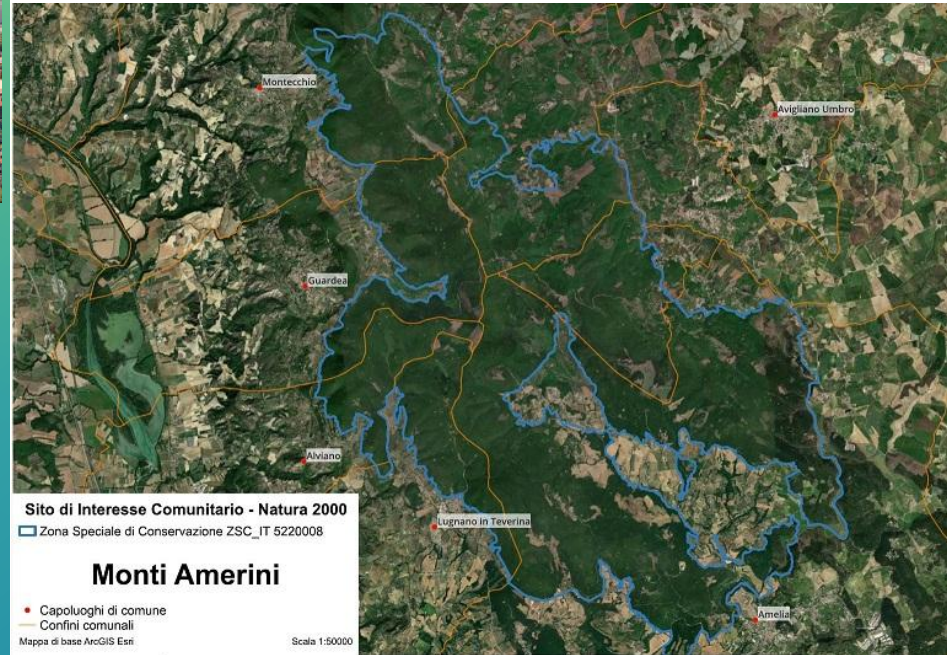 Montecchio
Avigliano Umbro
Guardea
Alviano
Lugnano in Teverina
Amelia
Sito di Interesse Comunitario - Natura 2000
Zona Speciale di Conservazione ZSC_IT 5220008
Monti Amerini
Capoluoghi di comune
Confini comunali
Mappa di base ArcGIS Esri Scala 1:50000